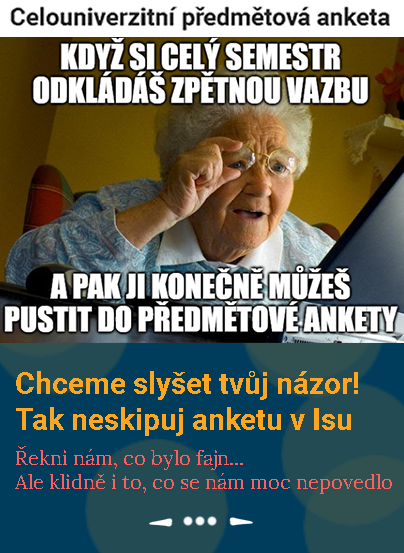 Celouniverzitní předmětová anketa
KDYŽ SI CELÝ SEMESTR
ODKLÁDÁŠ ZPĚTNOU VAZBU
A PAK JI KONEČNĚ MŮŽEŠ
PUSTIT DO PŘEDMĚTOVÉ ANKETY
Chceme slyšet tvůj názor!
Tak neskipuj anketu v Isu
Řekni nám, co bylo fajn...
Ale klidně i to, co se nám moc nepovedlo